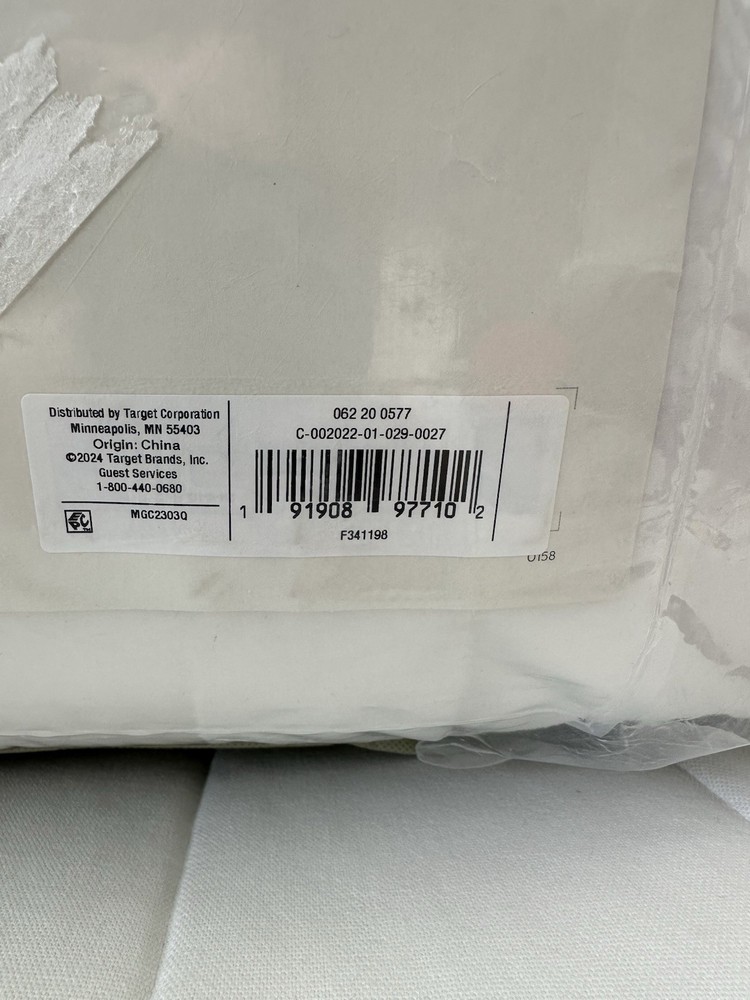 Distributed by Target Corporation
Minneapolis, MN 55403
Origin: China
©2024 Target Brands, Inc.
Guest Services
1-800-440-0680
MGC2303Q
062 20 0577
C-002022-01-029-0027
1 91908 97710 2
F341198